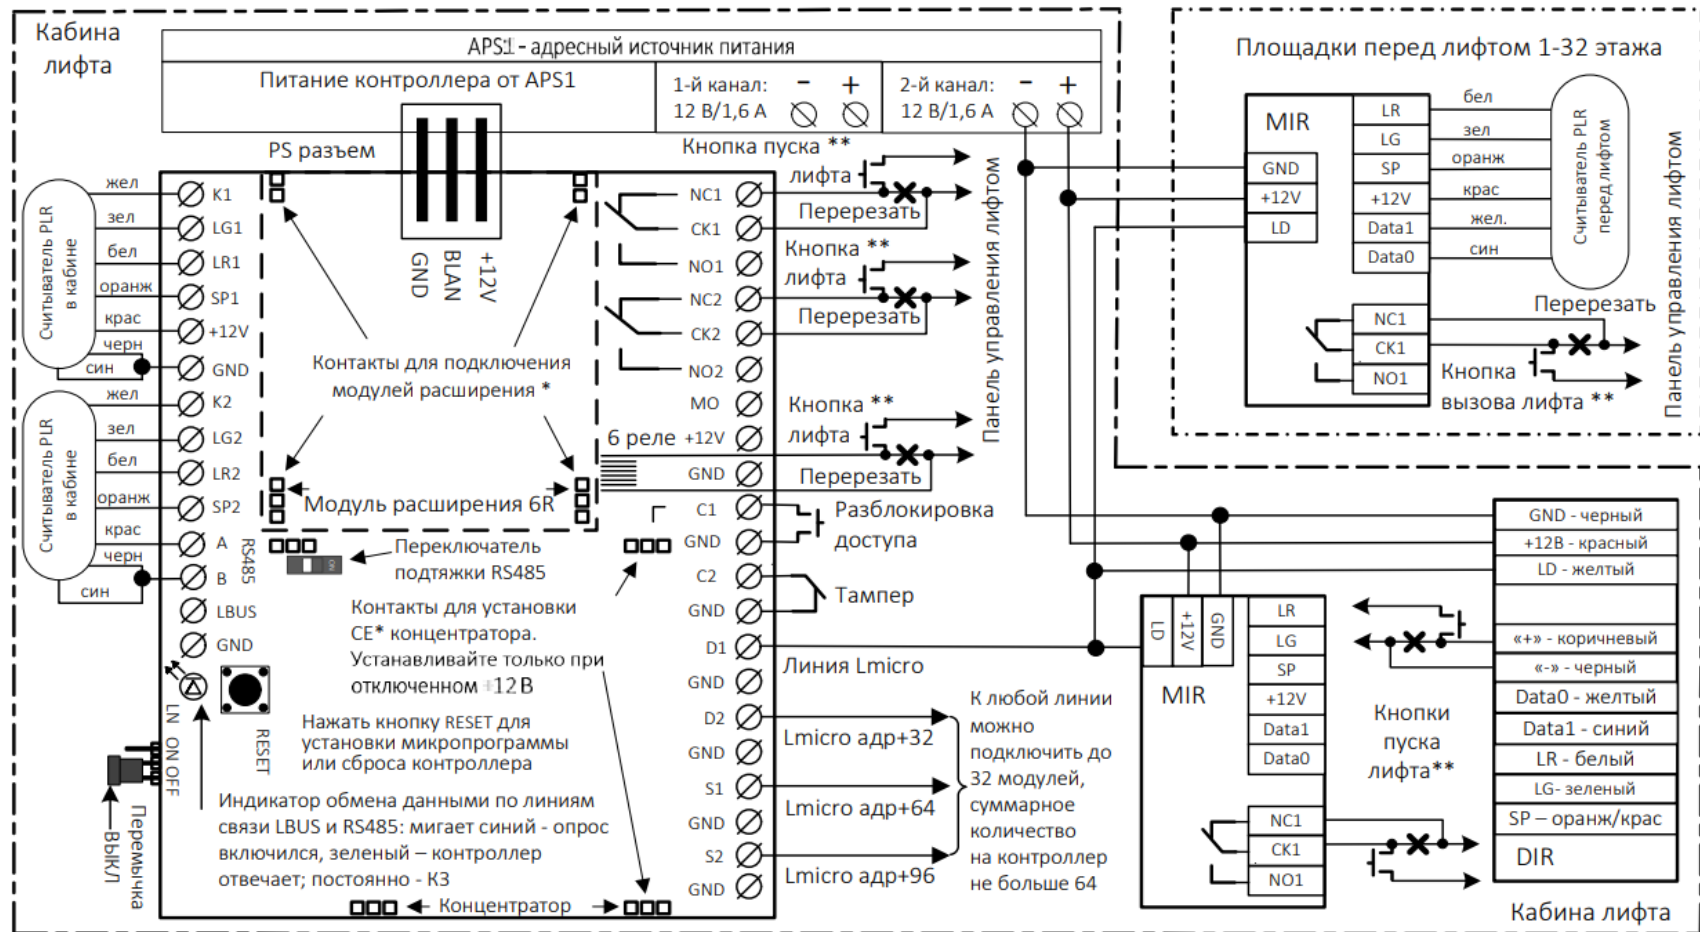 Кабина
лифта
APS1 - адресный источник питания
Питание контроллера от APS1
1-й канал:
12 В/1,6 А
- +
2-й канал:
12 В/1,6 А
- +
PS разъем
GND
BLAN
+12V
Считыватель PLR
в кабине
жел
зел
бел
оранж
крас
черн
син
Считыватель PLR
в кабине
жел
зел
бел
оранж
крас
черн
син
K1
LG1
LR1
SP1
+12V
GND
K2
LG2
LR2
SP2
A
B
RS485
LBUS
GND
Контакты для подключения
модулей расширения *
Модуль расширения 6R
6 реле
Переключатель
подтяжки RS485
Контакты для установки
CE* концентратора.
Устанавливайте только при
отключенном +12 В
Нажать кнопку RESET для
установки микропрограммы
или сброса контроллера
RESET
LN
ON OFF
Перемычка
ВЫКЛ
Индикатор обмена данными по линиям
связи LBUS и RS485: мигает синий - опрос
включился, зеленый – контроллер
отвечает; постоянно - КЗ
Концентратор
NC1
CK1
NO1
NC2
CK2
NO2
MO
+12V
GND
C1
GND
C2
GND
D1
GND
D2
GND
S1
GND
S2
GND
Кнопка пуска **
лифта
Перерезать
Кнопка **
лифта
Перерезать
Кнопка **
лифта
Перерезать
Панель управления лифтом
Разблокировка
доступа
Тампер
Линия Lmicro
Lmicro адр+32
Lmicro адр+64
Lmicro адр+96
К любой линии
можно
подключить до
32 модулей,
суммарное
количество
на контроллер
не больше 64
Площадки перед лифтом 1-32 этажа
MIR
GND
+12V
LD
LR
LG
SP
+12V
Data1
Data0
NC1
CK1
NO1
бел
зел
оранж
крас
жел.
син
Считыватель PLR
перед лифтом
Перерезать
Кнопка
вызова лифта **
Панель управления лифтом
LD
+12V
GND
MIR
LR
LG
SP
+12V
Data1
Data0
NC1
CK1
NO1
Кнопки
пуска
лифта**
GND - черный
+12В - красный
LD - желтый
«+» - коричневый
«-» - черный
Data0 - желтый
Data1 - синий
LR - белый
LG- зеленый
SP – оранж/крас
DIR
Кабина лифта